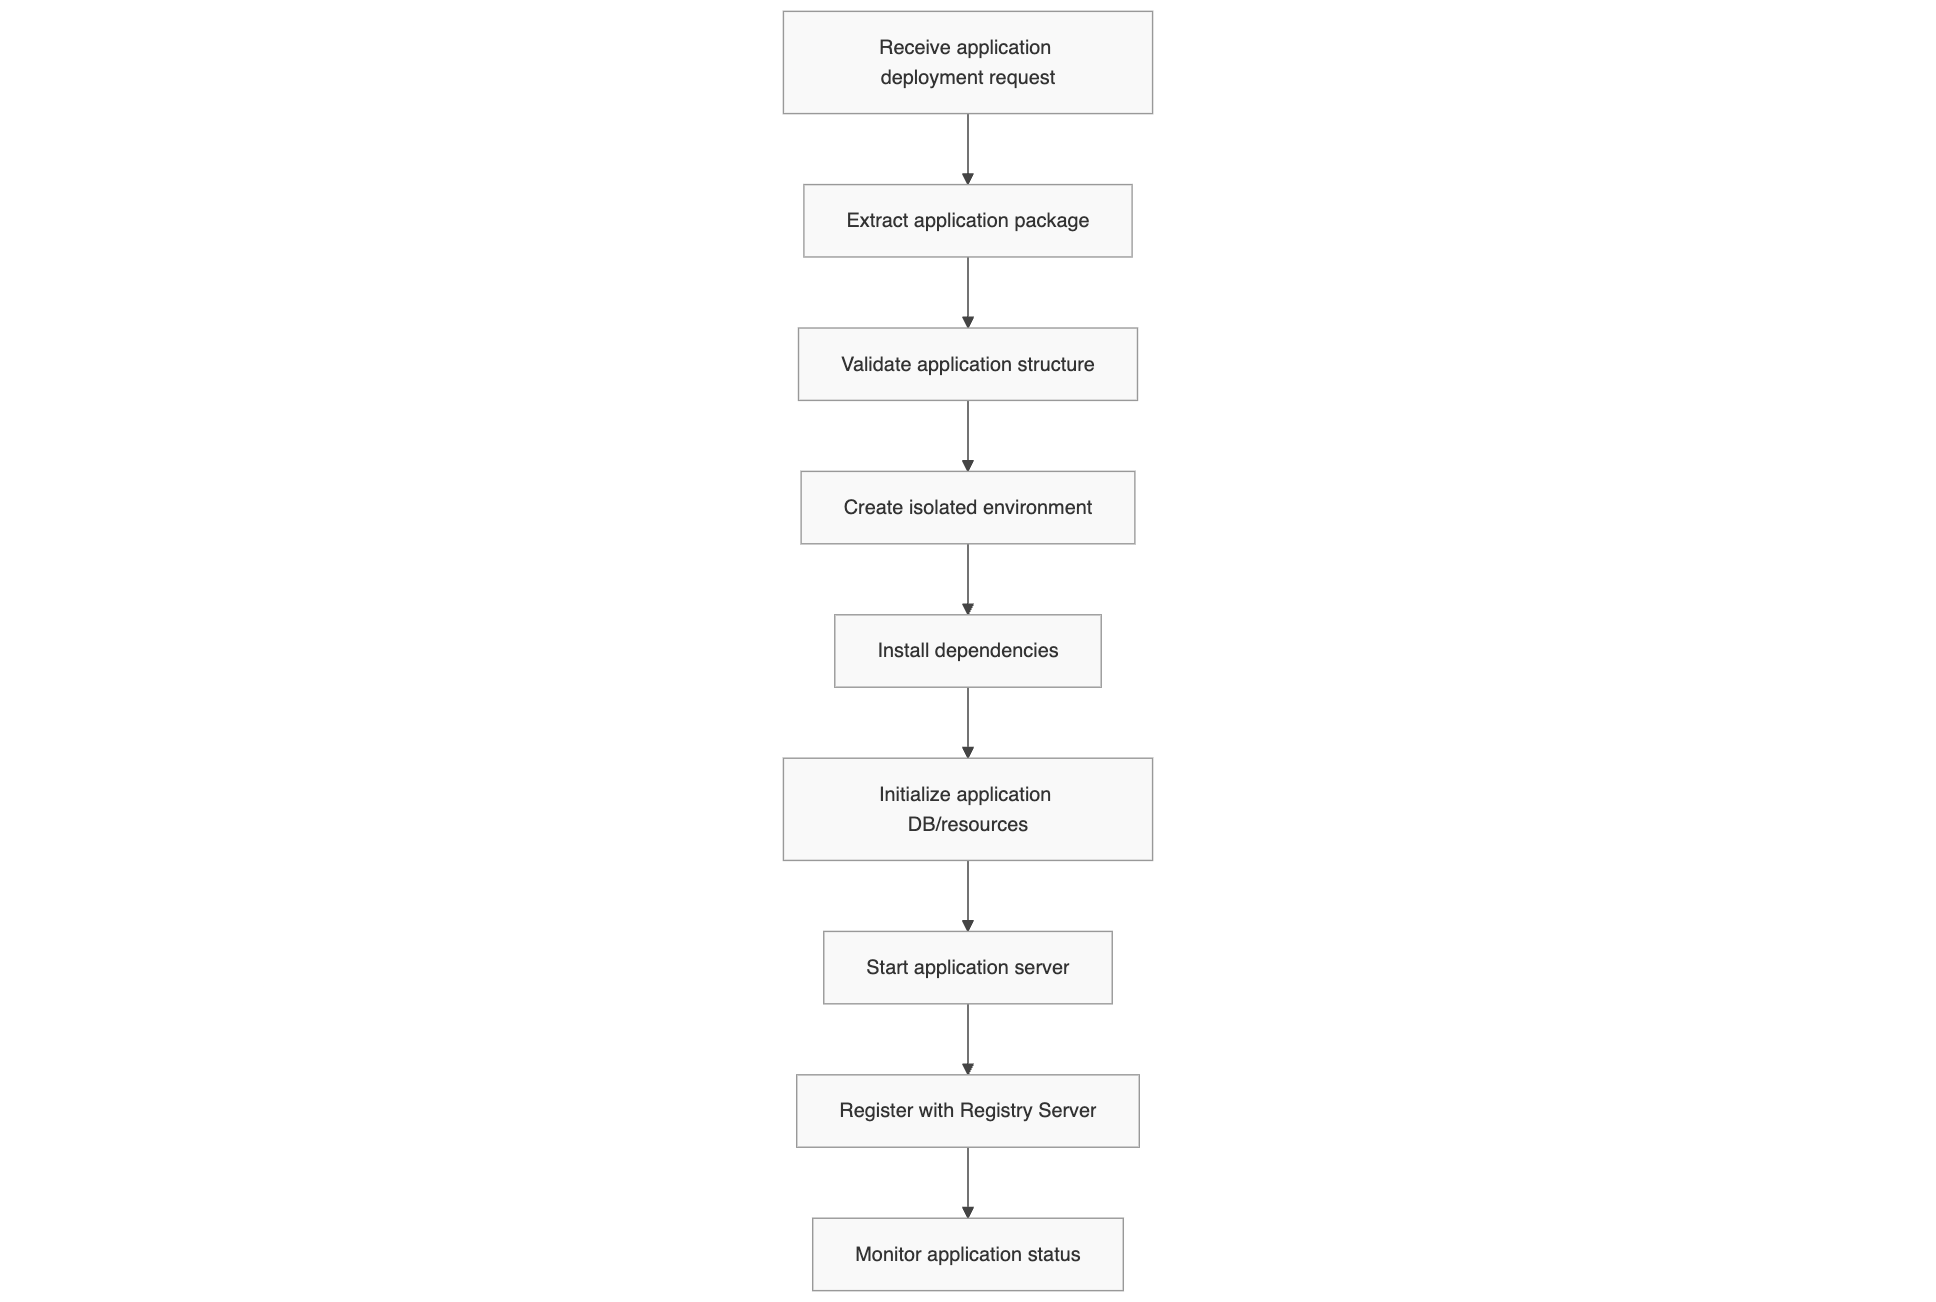 Receive application
deployment request
Extract application package
Validate application structure
Create isolated environment
Install dependencies
Initialize application
DB/resources
Start application server
Register with Registry Server
Monitor application status